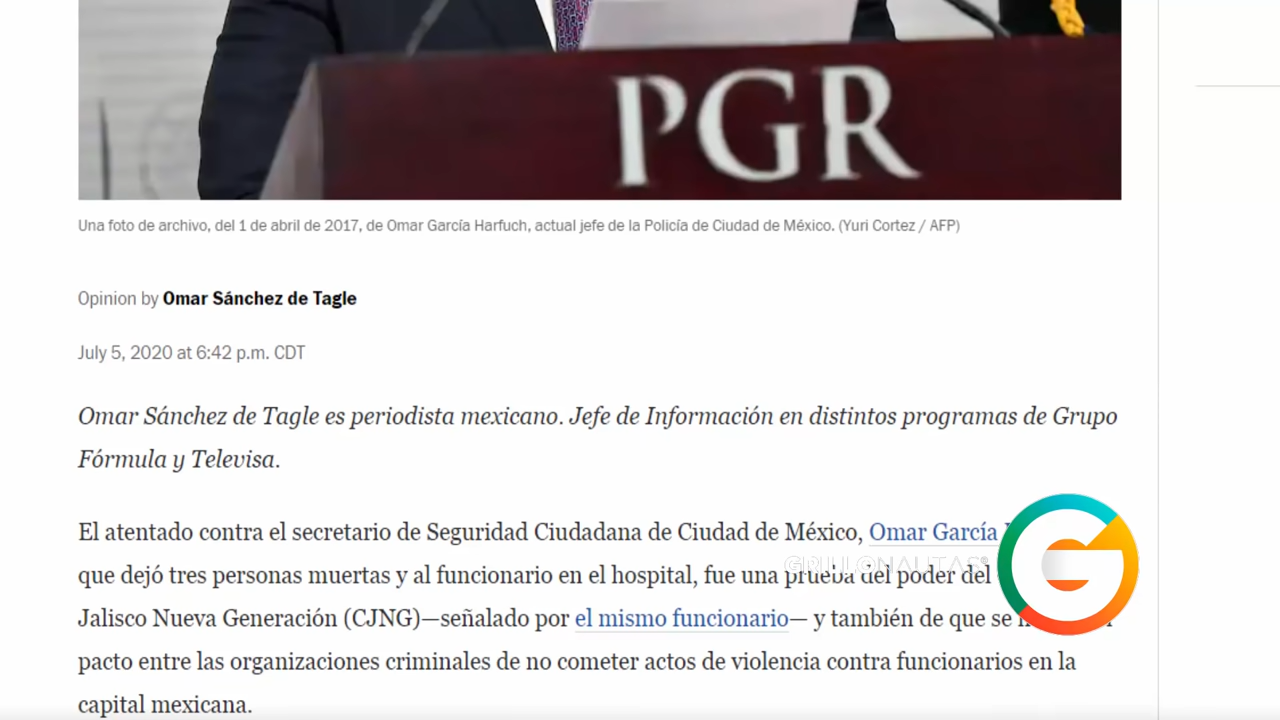 PGR
Una foto de archivo, del 1 de abril de 2017, de Omar García Harfuch, actual jefe de la Policía de Ciudad de México. (Yuri Cortez / AFP)
Opinion by Omar Sánchez de Tagle
July 5, 2020 at 6:42 p.m. CDT
Omar Sánchez de Tagle es periodista mexicano. Jefe de Información en distintos programas de Grupo
Fórmula y Televisa.
El atentado contra el secretario de Seguridad Ciudadana de Ciudad de México, Omar García
GRILLONAUTAS®
que dejó tres personas muertas y al funcionario en el hospital, fue una prueba del poder del
Jalisco Nueva Generación (CJNG)—señalado por el mismo funcionario— y también de que se
pacto entre las organizaciones criminales de no cometer actos de violencia contra funcionarios en la
capital mexicana.